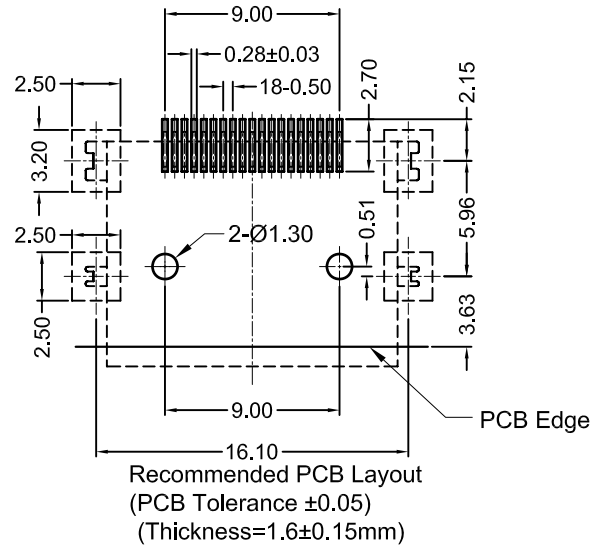 9.00
0.28±0.03
18-0.50
2.50
2.70
2.15
3.20
2-Ø1.30
0.51
5.96
2.50
2.50
3.63
9.00
PCB Edge
16.10
Recommended PCB Layout
(PCB Tolerance ±0.05)
(Thickness=1.6±0.15mm)